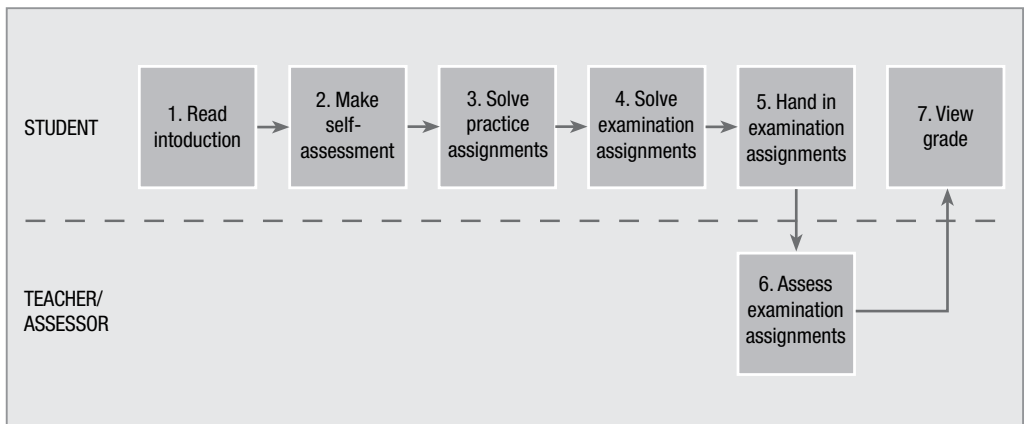 STUDENT
1. Read
intoduction
2. Make
self-
assessment
3. Solve
practice
assignments
4. Solve
examination
assignments
5. Hand in
examination
assignments
7. View
grade
TEACHER/
ASSESSOR
6. Assess
examination
assignments